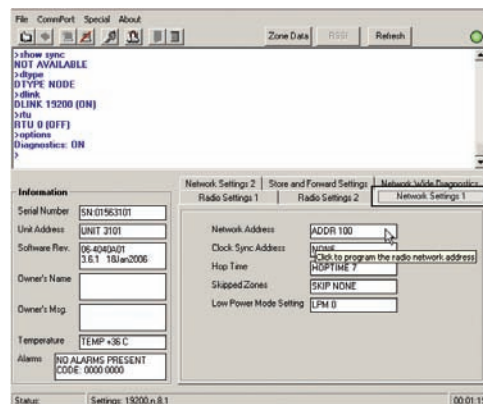 File CommPort Special About
Zone Data RSSI Refresh
>show sync
NOT AVAILABLE
>dtype
DTYPE NODE
>dlink
DLINK 19200 (ON)
>rtu
RTU 0 (OFF)
>options
Diagnostics: ON
>
Network Settings 2 Store and Forward Settings Network Wide Diagnostics
Radio Settings 1 Radio Settings 2 Network Settings 1
Information
Serial Number SN:01563101
Unit Address UNIT 3101
Software Rev. 06-4040A01
3.6.1 18Jan2006
Owner's Name
Owner's Msg.
Temperature TEMP +36 C
Alarms NO ALARMS PRESENT
CODE: 0000 0000
Network Address ADDR 100
Clock Sync Address NONE
Click to program the radio network address
Hop Time HOPTIME 7
Skipped Zones SKIP NONE
Low Power Mode Setting LPM 0
Status: Settings: 19200,n,8,1 00:01:15